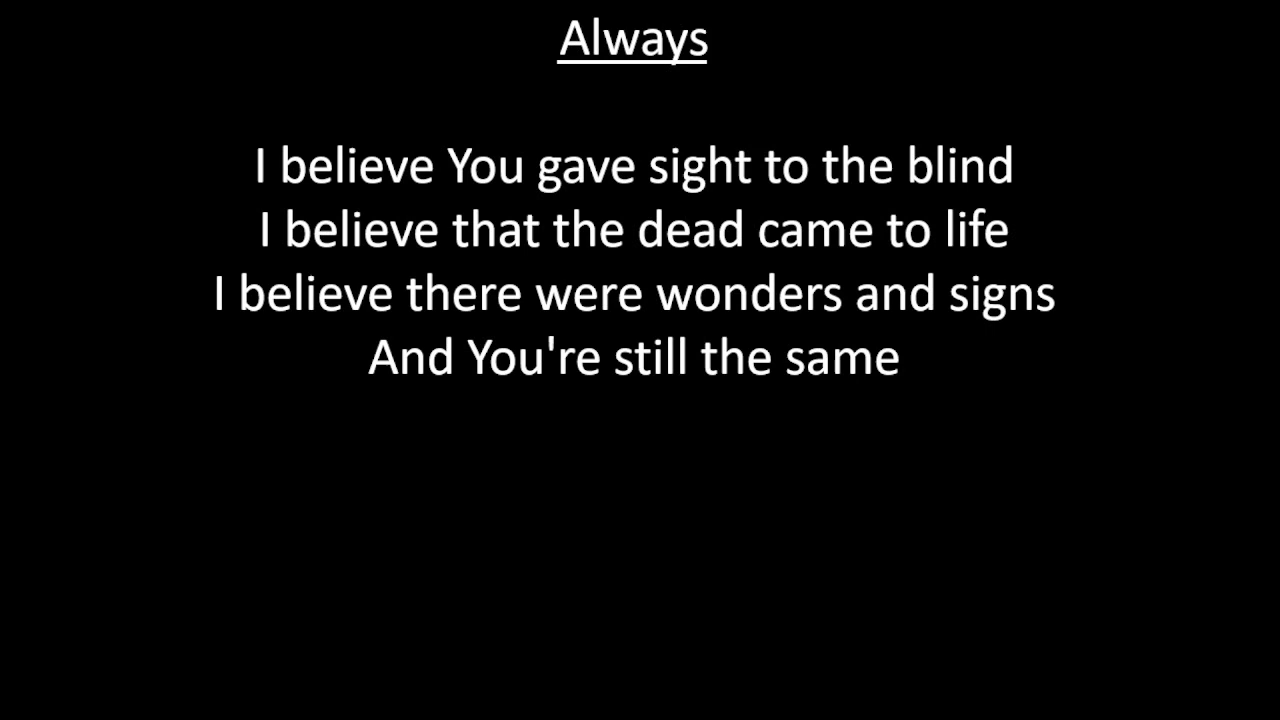 Always
I believe You gave sight to the blind
I believe that the dead came to life
I believe there were wonders and signs
And You're still the same